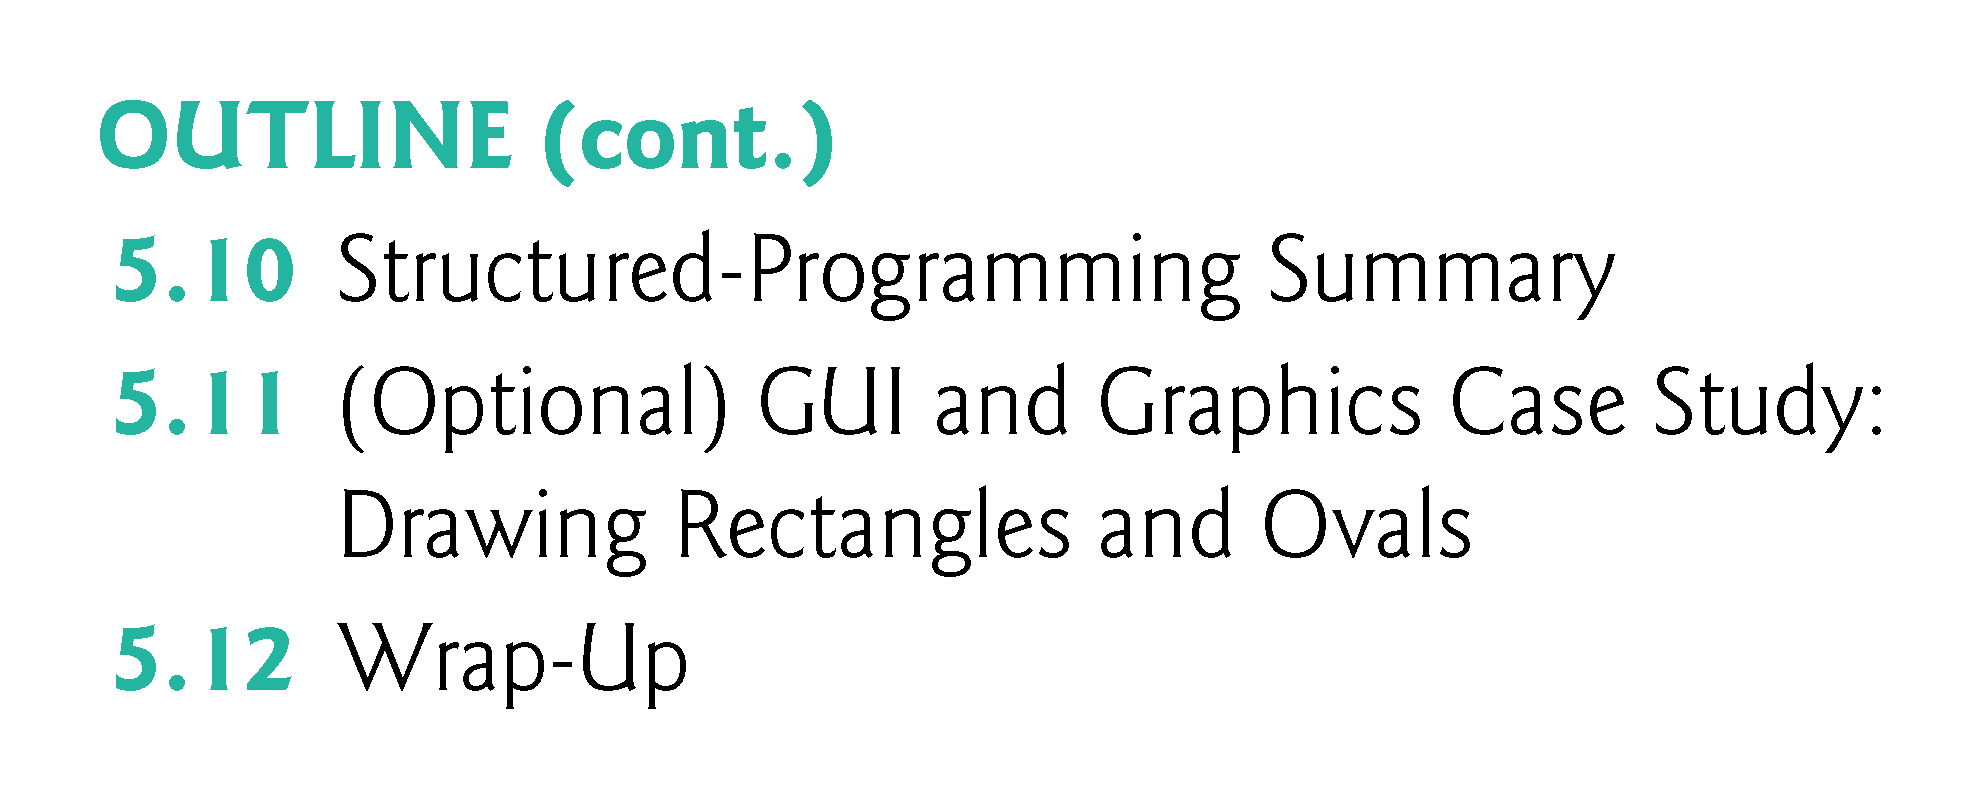 OUTLINE (cont.)
5.10 Structured-Programming Summary
5.11 (Optional) GUI and Graphics Case Study:
Drawing Rectangles and Ovals
5.12 Wrap-Up